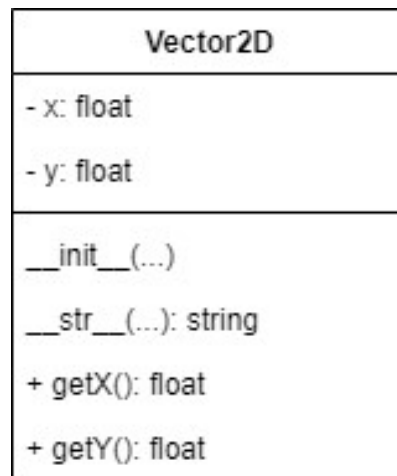 Vector2D
- x: float
- y: float
__init__(...)
__str__(...): string
+ getX(): float
+ getY(): float